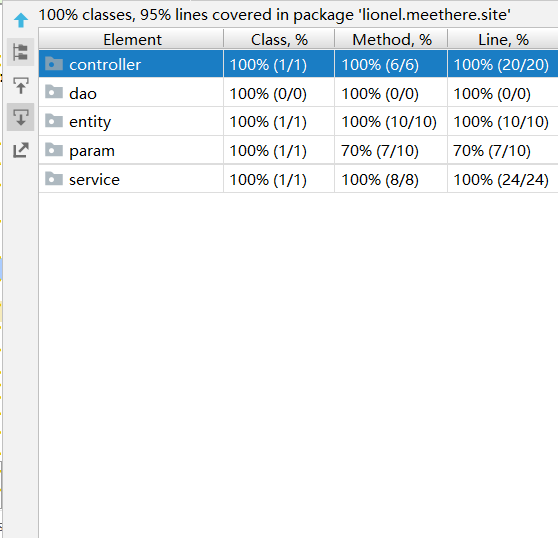 100% classes, 95% lines covered in package 'lionel.meethere.site'
Element Class, % Method, % Line, %
controller 100% (1/1) 100% (6/6) 100% (20/20)
dao 100% (0/0) 100% (0/0) 100% (0/0)
entity 100% (1/1) 100% (10/10) 100% (10/10)
param 100% (1/1) 70% (7/10) 70% (7/10)
service 100% (1/1) 100% (8/8) 100% (24/24)